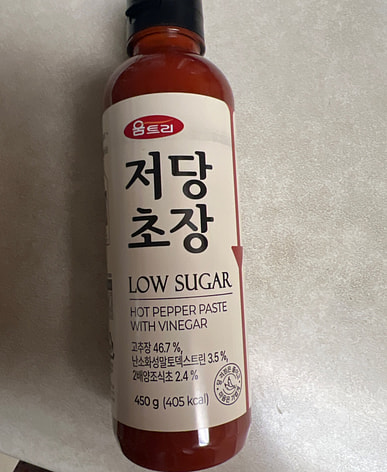 움트리
저당
초장
LOW SUGAR
HOT PEPPER PASTE
WITH VINEGAR
고추장 46.7 %,
난소화성말토덱스트린 3.5 %,
2배양조식초 2.4 %
450 g (405 kcal)